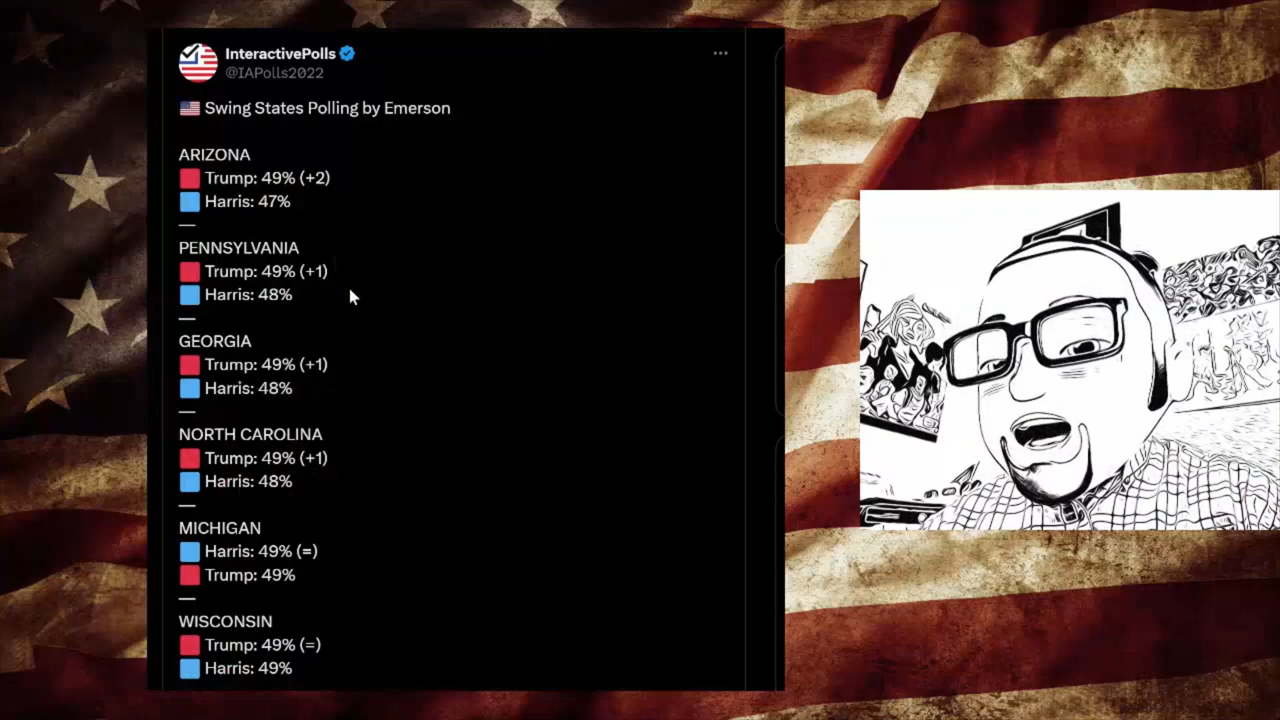 InteractivePolls
@IAPolls2022
🇺🇸 Swing States Polling by Emerson
ARIZONA
🟥 Trump: 49% (+2)
🟦 Harris: 47%
—
PENNSYLVANIA
🟥 Trump: 49% (+1)
🟦 Harris: 48%
—
GEORGIA
🟥 Trump: 49% (+1)
🟦 Harris: 48%
—
NORTH CAROLINA
🟥 Trump: 49% (+1)
🟦 Harris: 48%
—
MICHIGAN
🟦 Harris: 49% (=)
🟥 Trump: 49%
—
WISCONSIN
🟥 Trump: 49% (=)
🟦 Harris: 49%